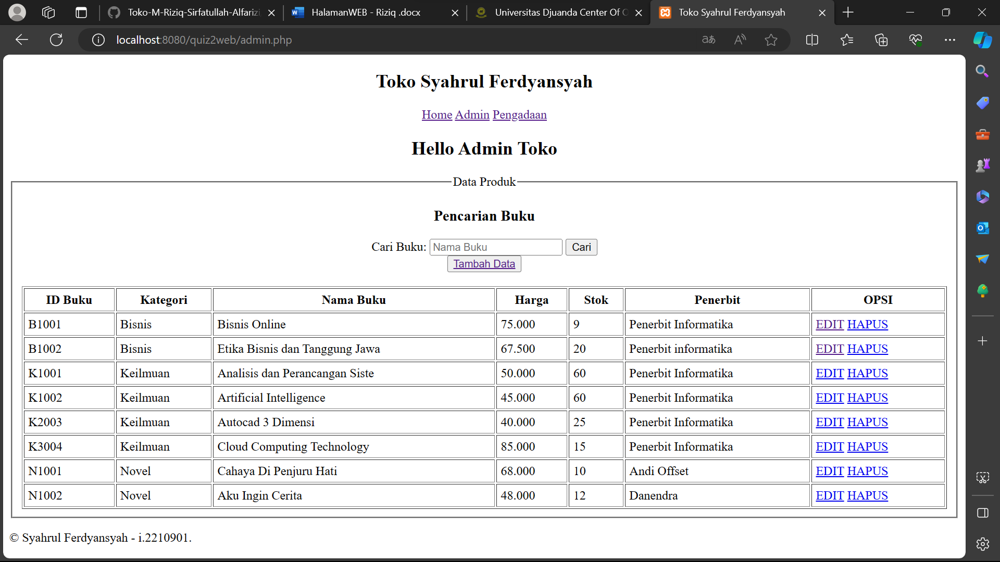 Toko-M-Riziq-Sirfatullah-Alfarizi
HalamanWEB - Riziq .docx
Universitas Djuanda Center Of
Toko Syahrul Ferdyansyah
localhost:8080/quiz2web/admin.php
Toko Syahrul Ferdyansyah
Home Admin Pengadaan
Hello Admin Toko
Data Produk
Pencarian Buku
Cari Buku: Nama Buku Cari
Tambah Data
ID Buku Kategori Nama Buku Harga Stok Penerbit OPSI
B1001 Bisnis Bisnis Online 75.000 9 Penerbit Informatika EDIT HAPUS
B1002 Bisnis Etika Bisnis dan Tanggung Jawa 67.500 20 Penerbit informatika EDIT HAPUS
K1001 Keilmuan Analisis dan Perancangan Siste 50.000 60 Penerbit Informatika EDIT HAPUS
K1002 Keilmuan Artificial Intelligence 45.000 60 Penerbit Informatika EDIT HAPUS
K2003 Keilmuan Autocad 3 Dimensi 40.000 25 Penerbit Informatika EDIT HAPUS
K3004 Keilmuan Cloud Computing Technology 85.000 15 Penerbit Informatika EDIT HAPUS
N1001 Novel Cahaya Di Penjuru Hati 68.000 10 Andi Offset EDIT HAPUS
N1002 Novel Aku Ingin Cerita 48.000 12 Danendra EDIT HAPUS
© Syahrul Ferdyansyah - i.2210901.